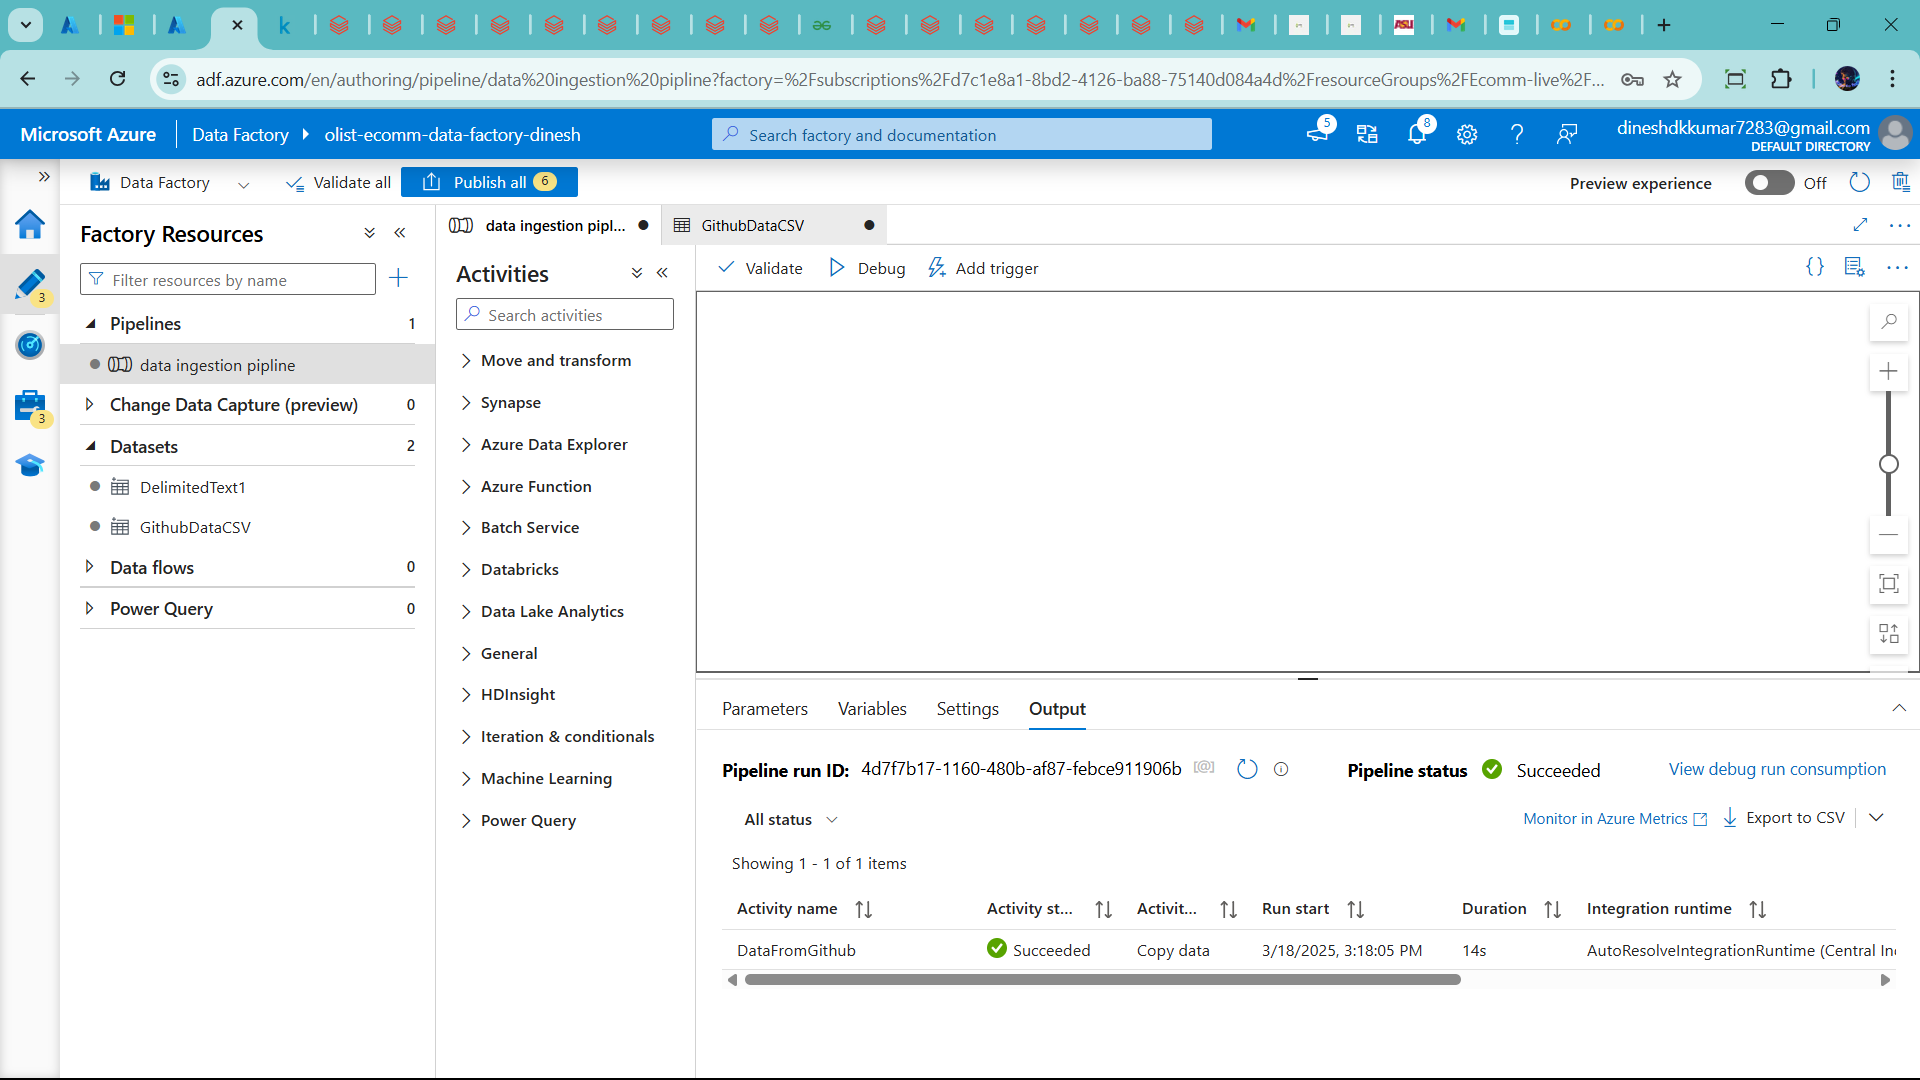 adf.azure.com/en/authoring/pipeline/data%20ingestion%20pipline?factory=%2Fsubscriptions%2Fd7c1e8a1-8bd2-4126-ba88-75140d084a4d%2FresourceGroups%2FEcomm-live%2F...
Microsoft Azure
Data Factory
olist-ecomm-data-factory-dinesh
Search factory and documentation
5
8
dineshdkkumar7283@gmail.com
DEFAULT DIRECTORY
Data Factory
Validate all
Publish all 6
Preview experience
Off
Factory Resources
data ingestion pipl...
GithubDataCSV
Filter resources by name
3
3
Pipelines 1
data ingestion pipline
Change Data Capture (preview) 0
Datasets 2
DelimitedText1
GithubDataCSV
Data flows 0
Power Query 0
Activities
Search activities
Move and transform
Synapse
Azure Data Explorer
Azure Function
Batch Service
Databricks
Data Lake Analytics
General
HDInsight
Iteration & conditionals
Machine Learning
Power Query
Validate
Debug
Add trigger
Parameters Variables Settings Output
Pipeline run ID: 4d7f7b17-1160-480b-af87-febce911906b [@]
Pipeline status Succeeded
View debug run consumption
All status
Monitor in Azure Metrics
Export to CSV
Showing 1 - 1 of 1 items
Activity name Activity st... Activit... Run start Duration Integration runtime
DataFromGithub Succeeded Copy data 3/18/2025, 3:18:05 PM 14s AutoResolveIntegrationRuntime (Central Inc